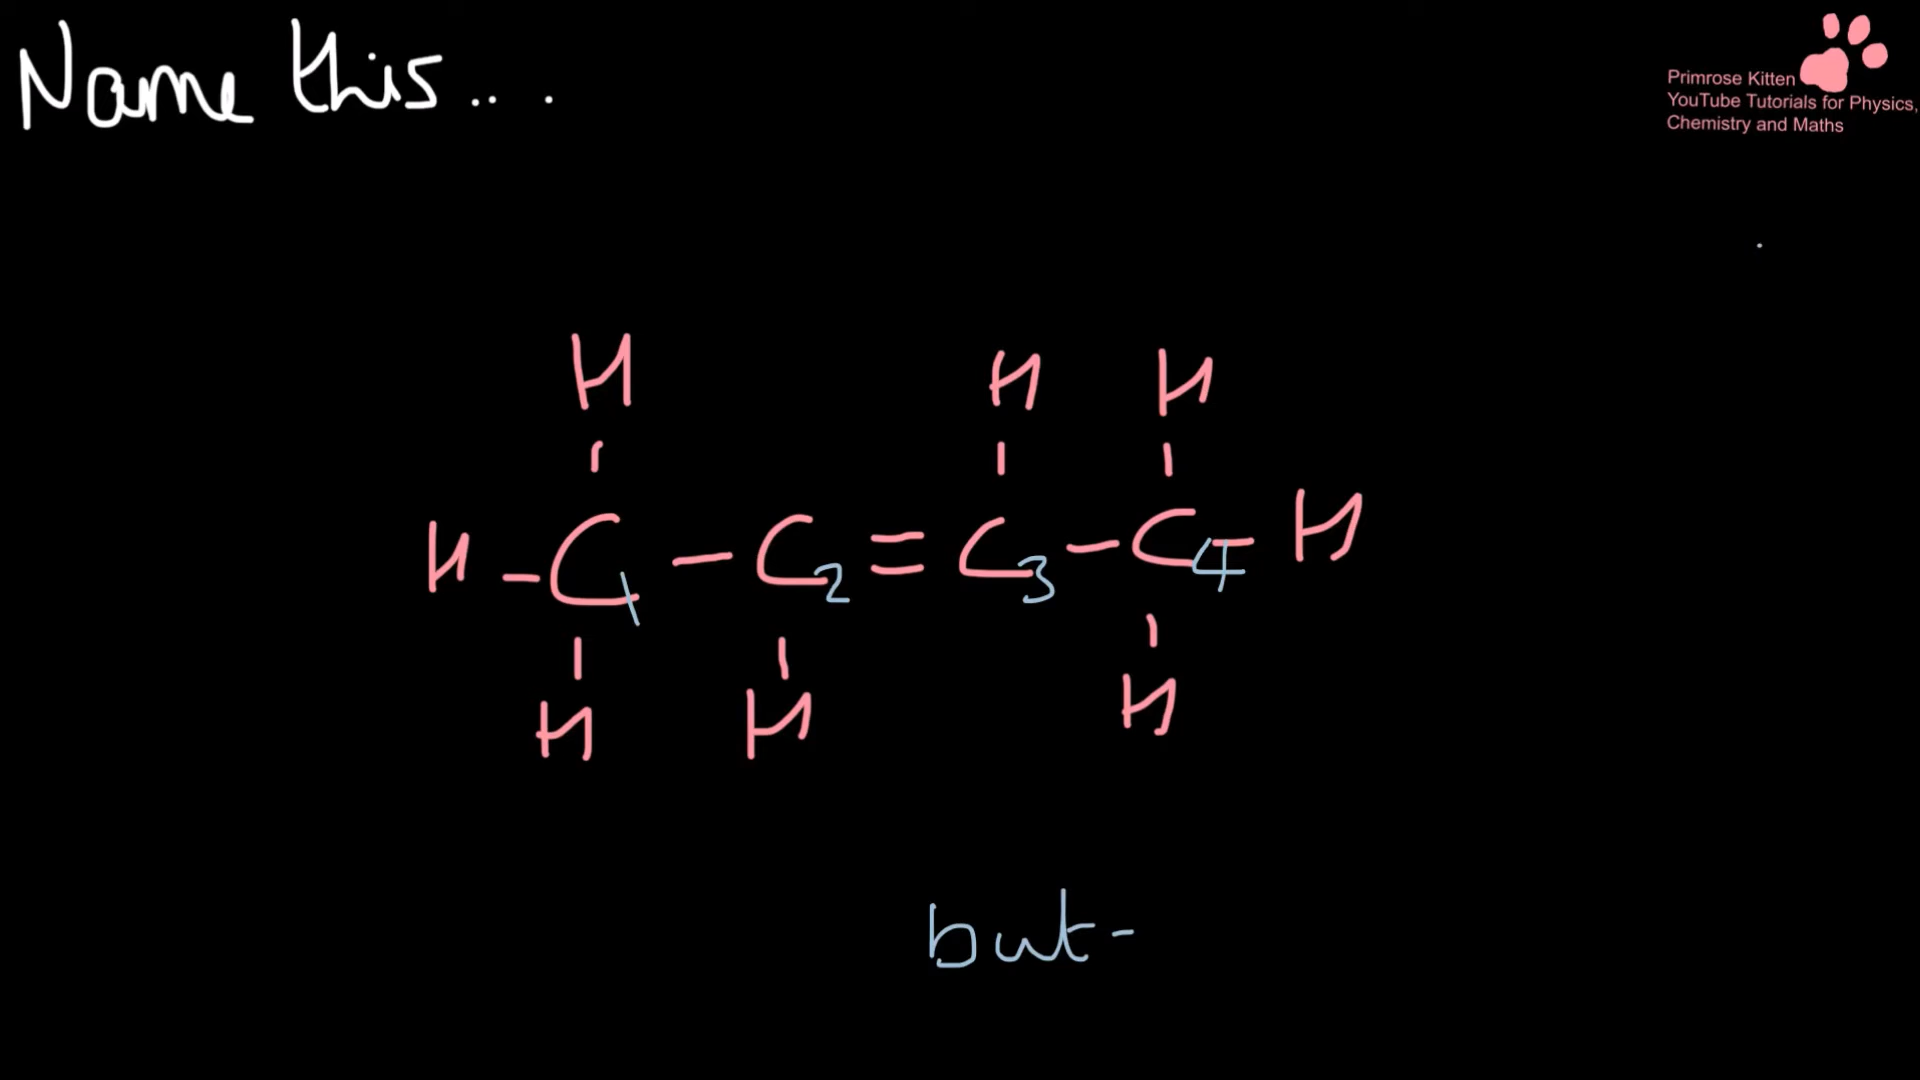 Name this...
Primrose Kitten
YouTube Tutorials for Physics,
Chemistry and Maths
H H H
H - C1 - C2 = C3 - C4 - H
H H H
but-